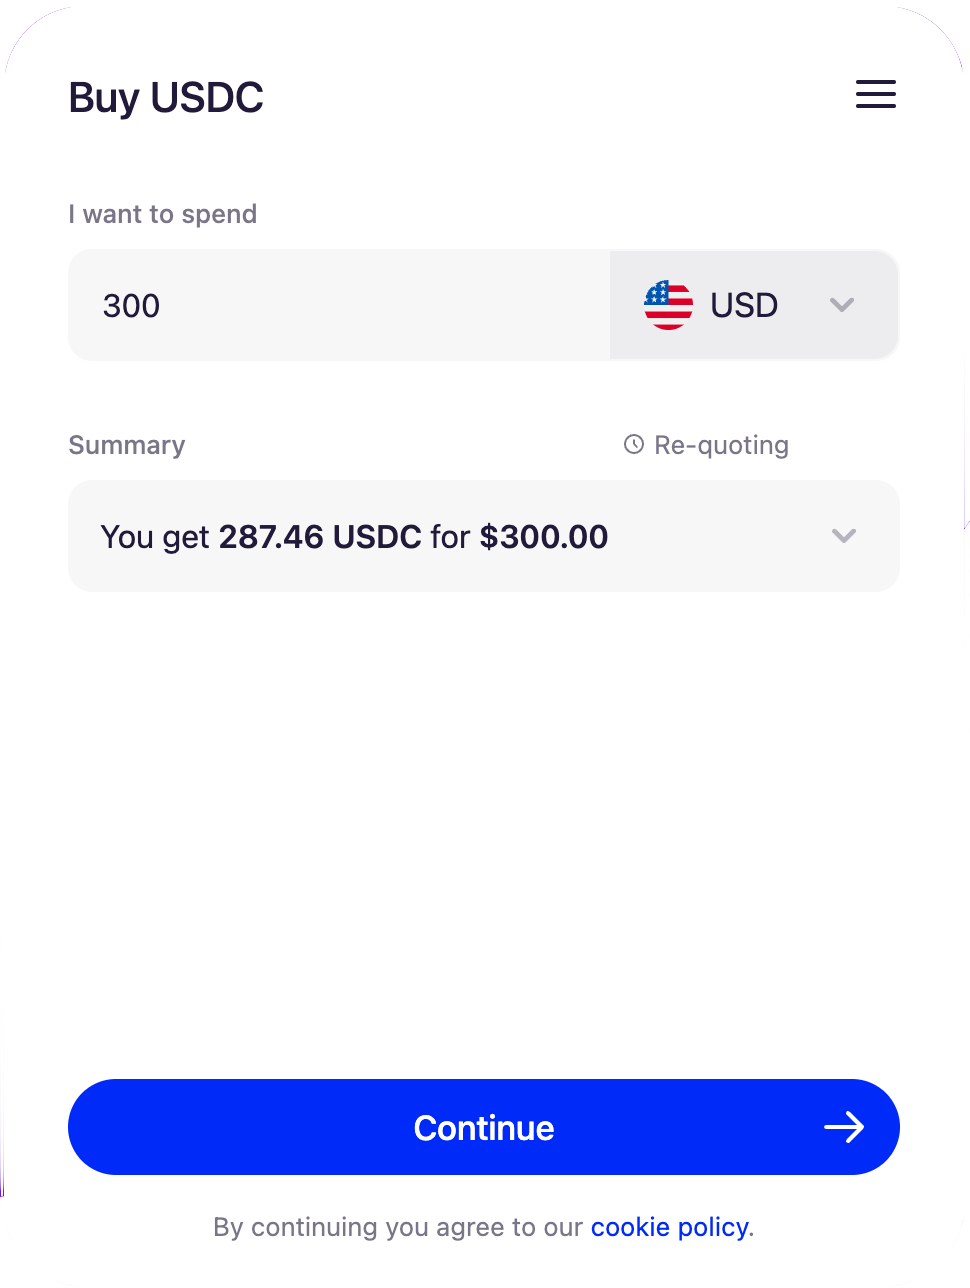 Buy USDC
I want to spend
300
USD
Summary
Re-quoting
You get 287.46 USDC for $300.00
Continue
By continuing you agree to our cookie policy.